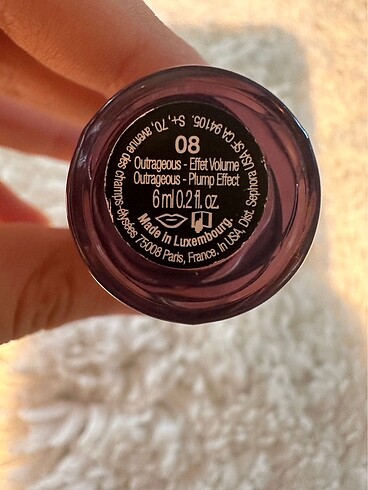 08
Outrageous - Effet Volume
Outrageous - Plump Effect
6 ml 0.2 fl. oz.
Made in Luxembourg.
S+, 70, avenue des champs-élysées 75008 Paris, France. In USA, Dist. Sephora USA SF, CA 94105.